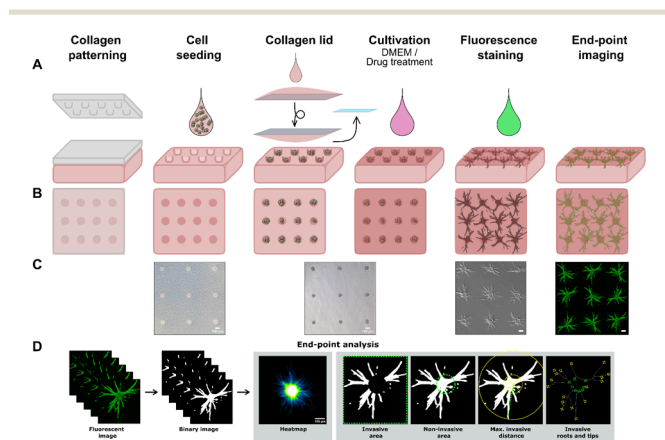 Collagen
patterning
Cell
seeding
Collagen lid
Cultivation
DMEM /
Drug treatment
Fluorescence
staining
End-point
imaging
A
B
C
D
End-point analysis
Fluorescent
image
Binary image
Heatmap
Invasive
area
Non-invasive
area
Max. invasive
distance
Invasive
roots and tips